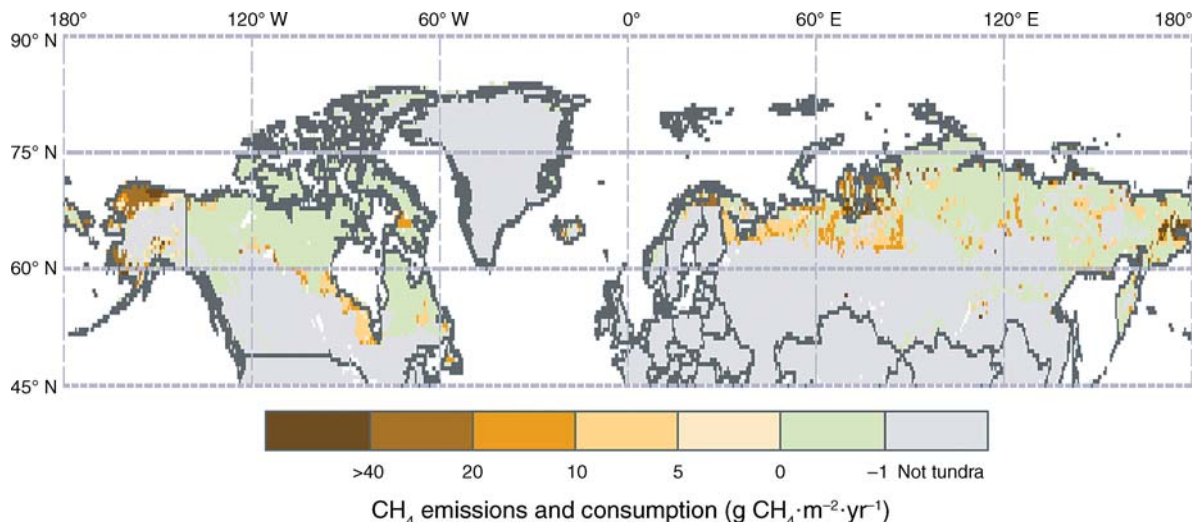 180° 120° W 60° W 0° 60° E 120° E 180°
90° N
75° N
60° N
45° N
>40 20 10 5 0 –1 Not tundra
CH₄ emissions and consumption (g CH₄·m⁻²·yr⁻¹)